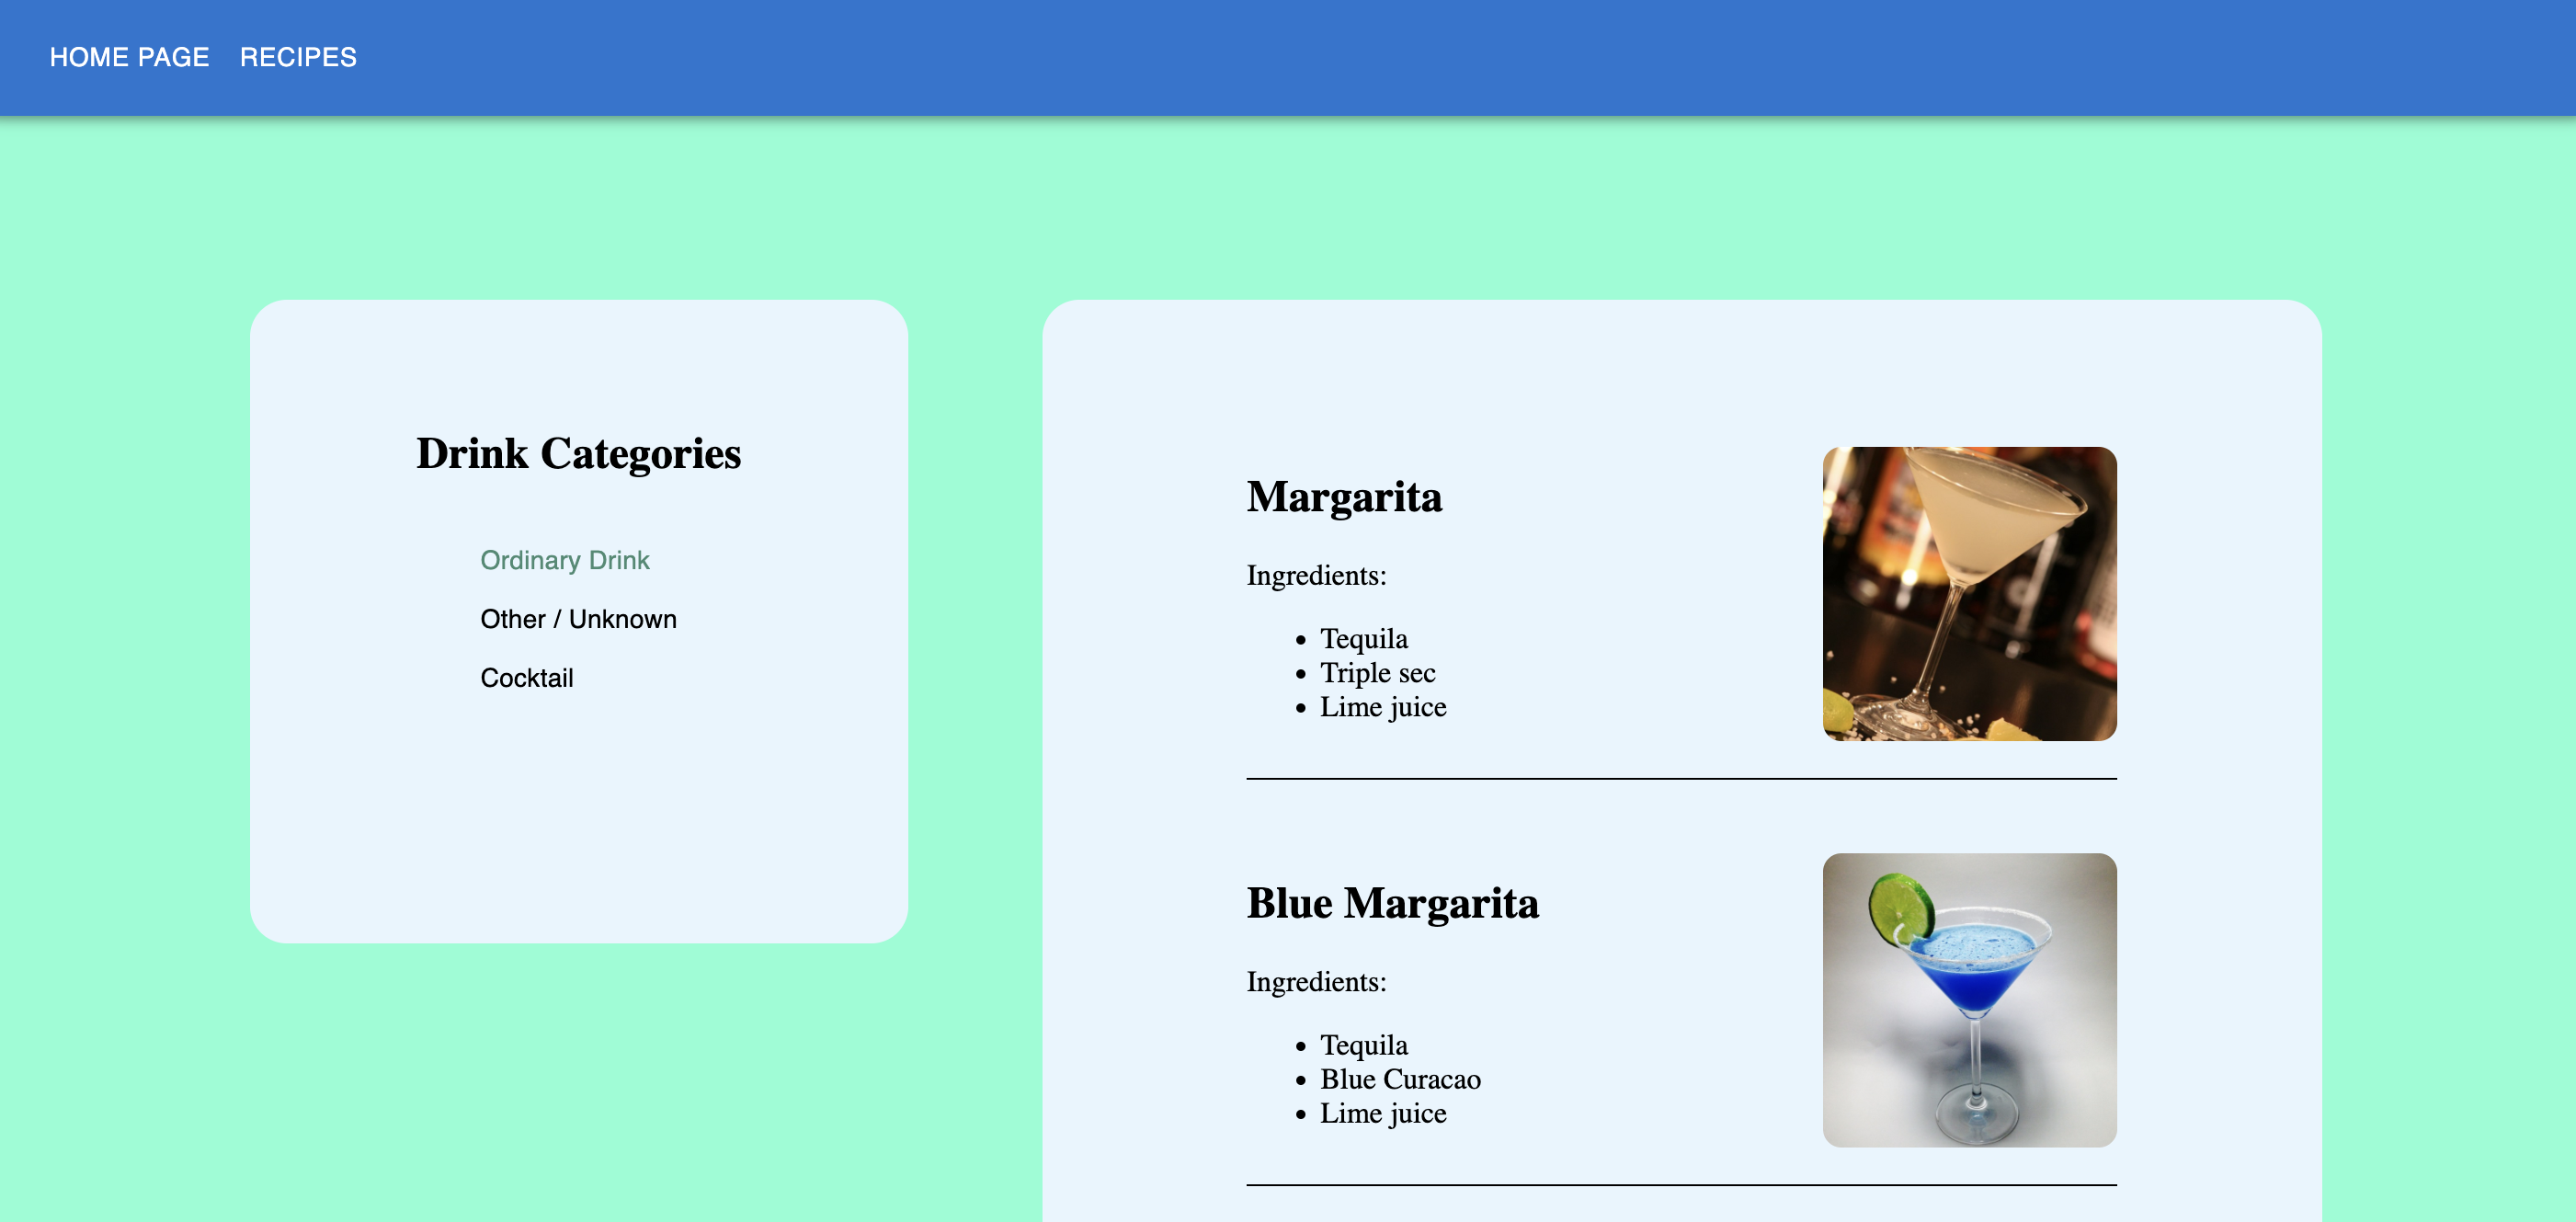 HOME PAGE RECIPES
Drink Categories
Ordinary Drink
Other / Unknown
Cocktail
Margarita
Ingredients:
Tequila
Triple sec
Lime juice
Blue Margarita
Ingredients:
Tequila
Blue Curacao
Lime juice